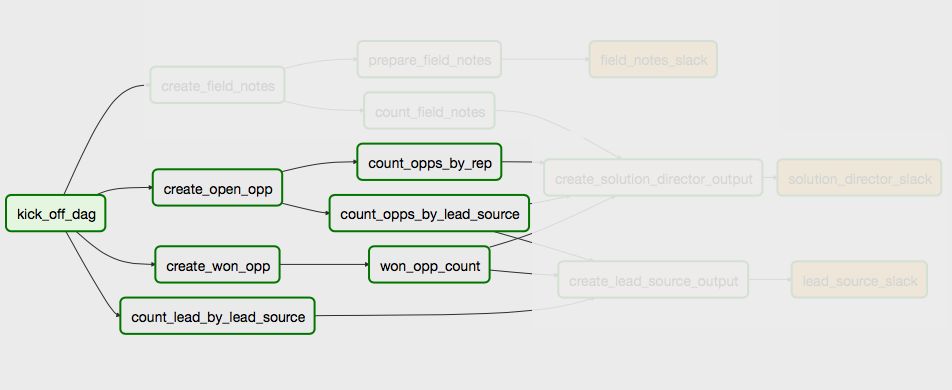 prepare_field_notes
field_notes_slack
create_field_notes
count_field_notes
count_opps_by_rep
create_solution_director_output
solution_director_slack
create_open_opp
kick_off_dag
count_opps_by_lead_source
create_won_opp
won_opp_count
create_lead_source_output
lead_source_slack
count_lead_by_lead_source